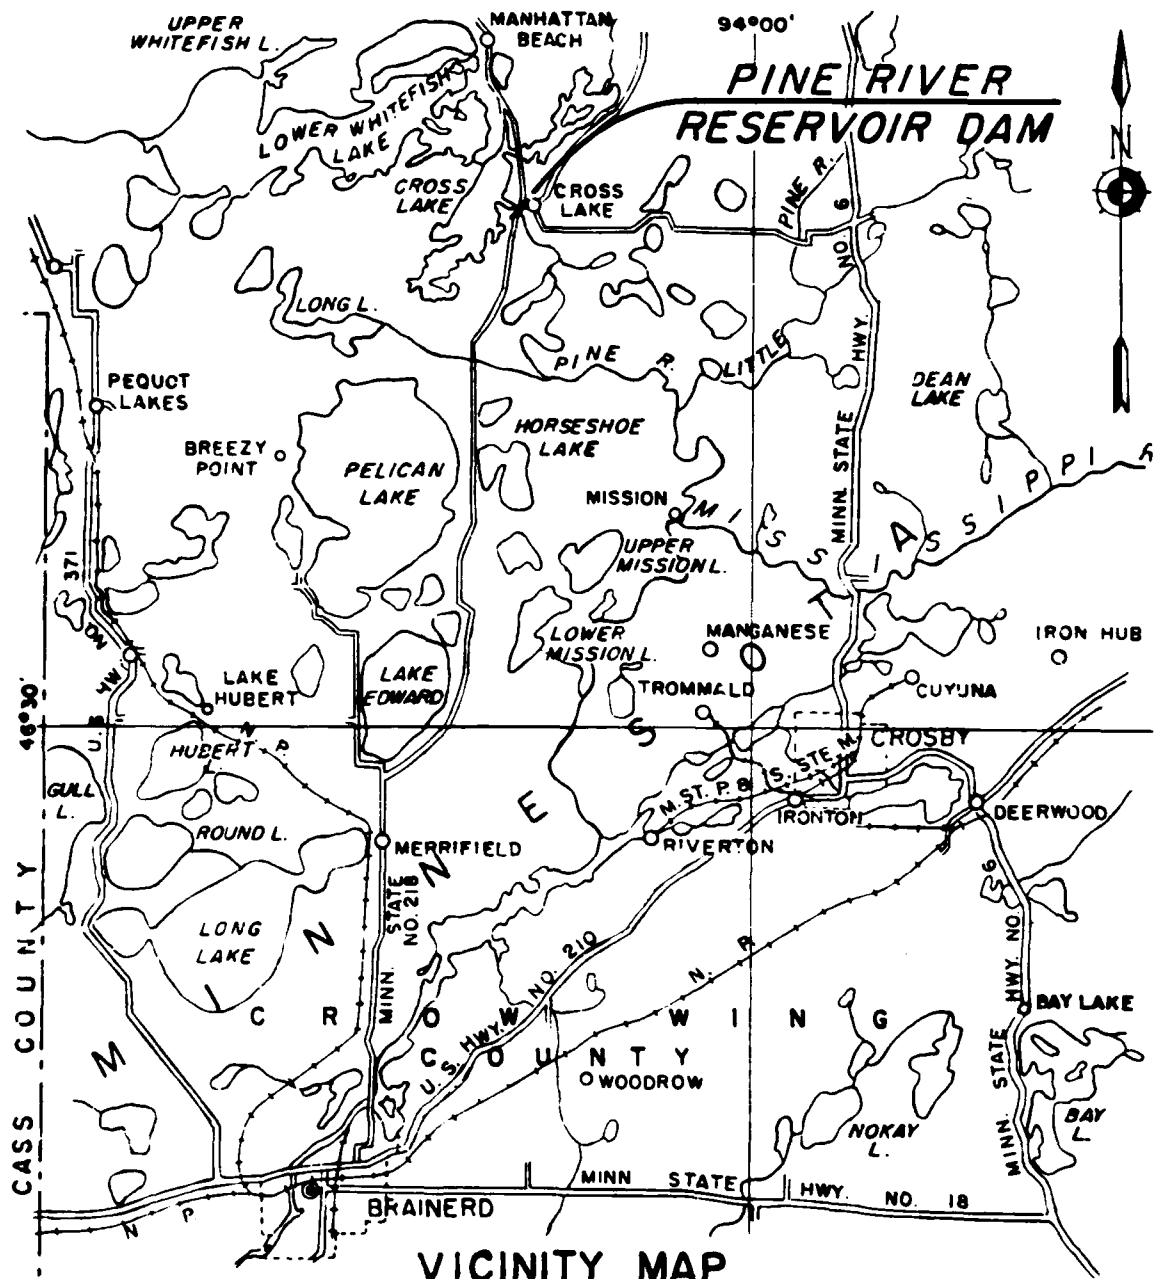 UPPER
WHITEFISH L.
MANHATTAN
BEACH
94°00'
PINE RIVER
RESERVOIR DAM
N
LOWER WHITEFISH
LAKE
CROSS
LAKE
CROSS
LAKE
PINE R.
NO. 6
LONG L.
PINE R.
LITTLE
MINN. STATE HWY.
PEQUOT
LAKES
DEAN
LAKE
BREEZY
POINT
PELICAN
LAKE
HORSESHOE
LAKE
MISSION
MISSISSIPPI R
UPPER
MISSION L.
371
NO
HWY.
U.S.
LOWER
MISSION L.
MANGANESE
IRON HUB
LAKE
HUBERT
LAKE
EDWARD
TROMMALD
CUYUNA
46°30'
HUBERT
N. P.
CROSBY
GULL
L.
M. ST. P. & S. STE. M.
IRONTON
DEERWOOD
ROUND L.
MERRIFIELD
RIVERTON
MINN. STATE
NO. 218
LONG
LAKE
MINNESOTA
U.S. HWY. NO. 210
N. P.
MINN. STATE HWY. NO. 6
CROW WING
COUNTY
BAY LAKE
WOODROW
NOKAY
L.
BAY
L.
CASS COUNTY
MINN STATE HWY. NO. 18
N P
BRAINERD
VICINITY MAP